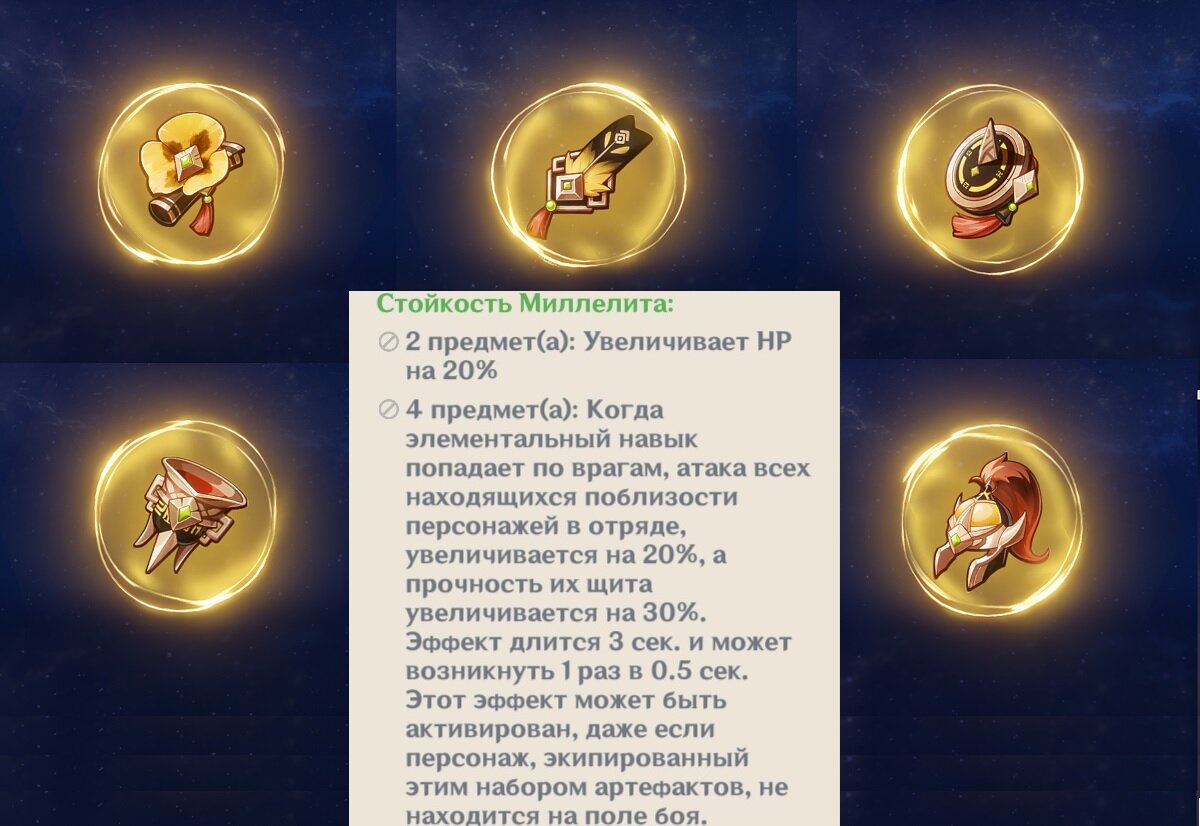 Стойкость Миллелита:
2 предмет(а): Увеличивает HP
на 20%
4 предмет(а): Когда
элементальный навык
попадает по врагам, атака всех
находящихся поблизости
персонажей в отряде,
увеличивается на 20%, а
прочность их щита
увеличивается на 30%.
Эффект длится 3 сек. и может
возникнуть 1 раз в 0.5 сек.
Этот эффект может быть
активирован, даже если
персонаж, экипированный
этим набором артефактов, не
находится на поле боя.